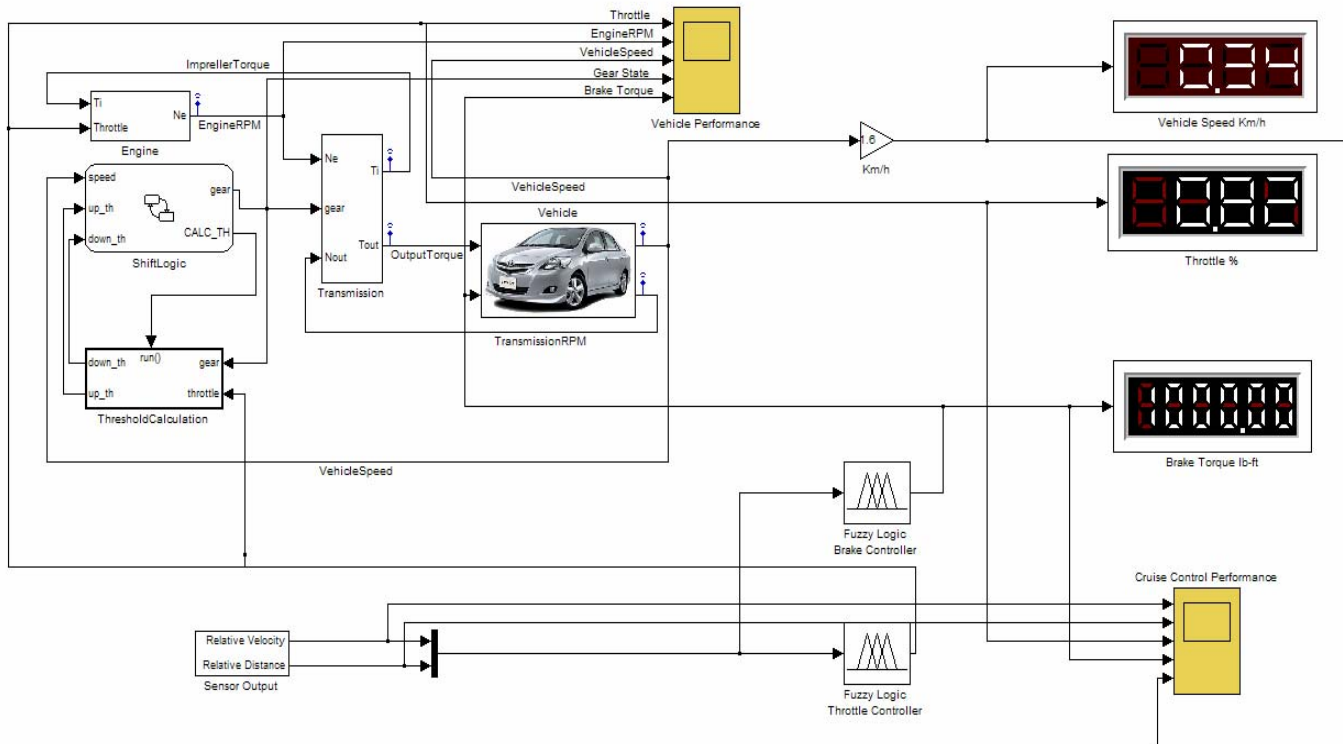 Throttle
EngineRPM
VehicleSpeed
Gear State
Brake Torque
Vehicle Performance
ImprellerTorque
Ti
Throttle
Ne
EngineRPM
Engine
speed
up_th
down_th
gear
CALC_TH
ShiftLogic
Ne
gear
Nout
Ti
Tout
Transmission
OutputTorque
VehicleSpeed
Vehicle
TransmissionRPM
1.6
Km/h
0.34
Vehicle Speed Km/h
Throttle %
Brake Torque lb-ft
run()
down_th
up_th
gear
throttle
ThresholdCalculation
VehicleSpeed
Fuzzy Logic
Brake Controller
Cruise Control Performance
Relative Velocity
Relative Distance
Sensor Output
Fuzzy Logic
Throttle Controller